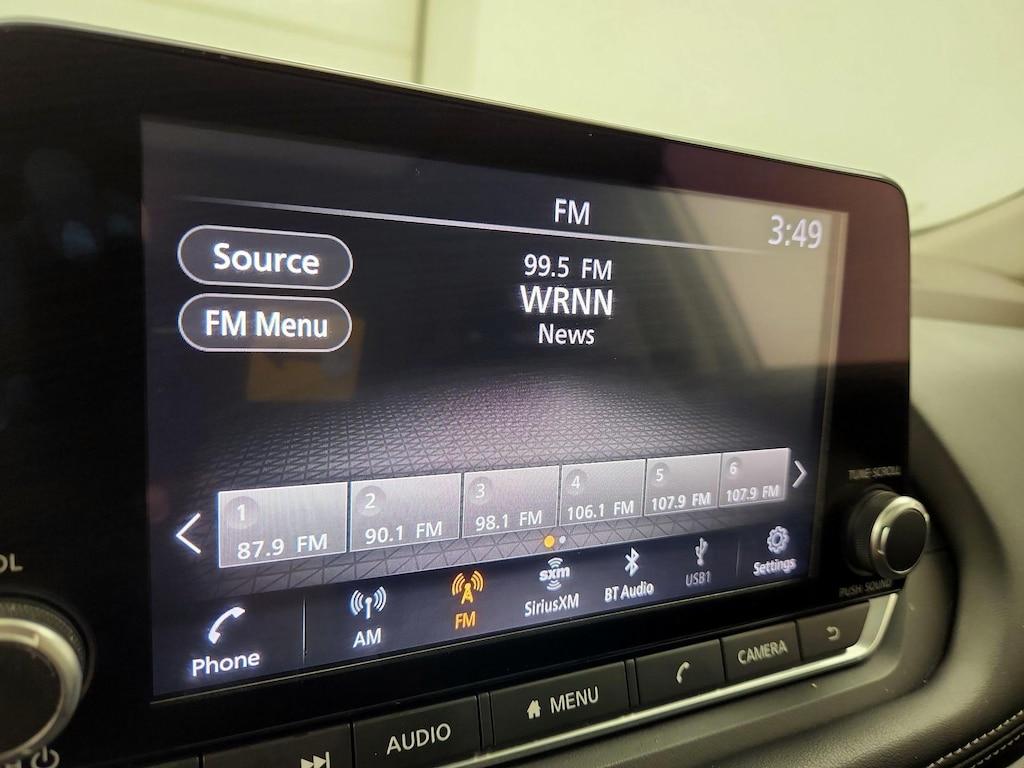 FM
3:49
Source
FM Menu
99.5 FM
WRNN
News
1
87.9 FM
2
90.1 FM
3
98.1 FM
4
106.1 FM
5
107.9 FM
6
107.9 FM
Phone
AM
FM
sxm
SiriusXM
BT Audio
USB1
Settings
TUNE·SCROLL
PUSH SOUND
AUDIO
MENU
CAMERA